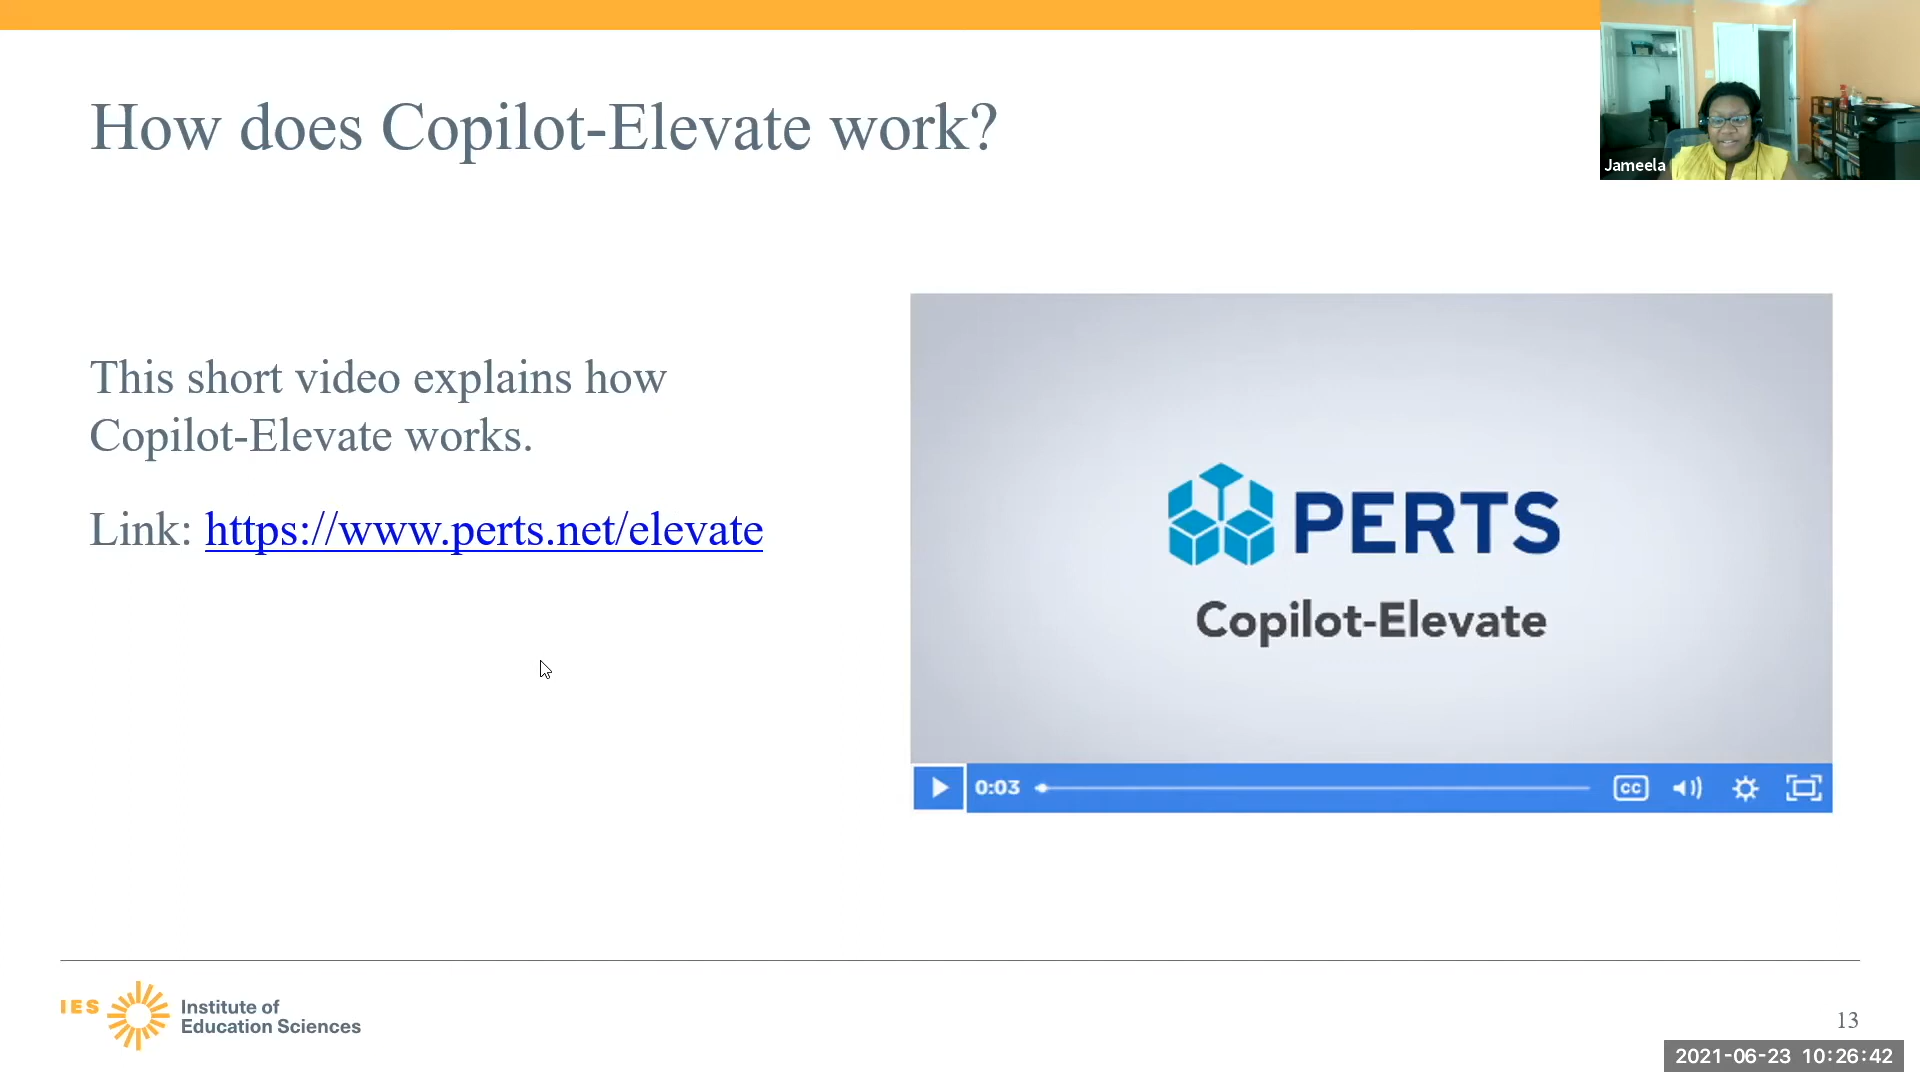 How does Copilot-Elevate work?
Jameela
This short video explains how
Copilot-Elevate works.
Link: https://www.perts.net/elevate
PERTS
Copilot-Elevate
0:03
CC
IES
Institute of
Education Sciences
13
2021-06-23 10:26:42